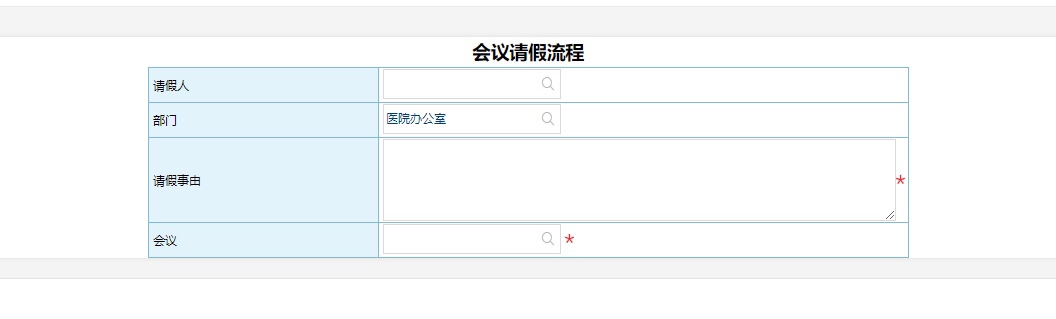 会议请假流程
请假人
部门 医院办公室
请假事由 *
会议 *